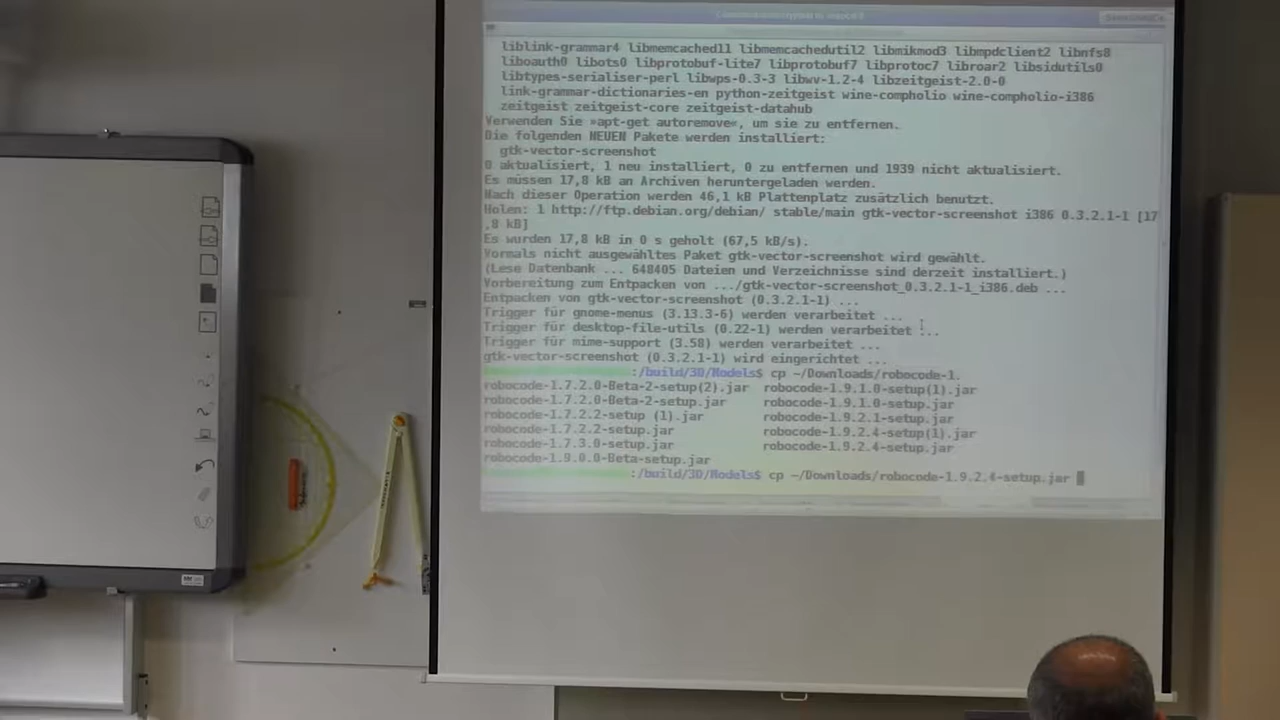 liblink-grammar4 libmemcached11 libmemcachedutil2 libmikmod3 libmpdclient2 libnfs8
liboauth0 libots0 libprotobuf-lite7 libprotobuf7 libprotoc7 libroar2 libsidutils0
libtypes-serialiser-perl libwps-0.3-3 libwv-1.2-4 libzeitgeist-2.0-0
link-grammar-dictionaries-en python-zeitgeist wine-compholio wine-compholio-i386
zeitgeist zeitgeist-core zeitgeist-datahub
Verwenden Sie »apt-get autoremove«, um sie zu entfernen.
Die folgenden NEUEN Pakete werden installiert:
gtk-vector-screenshot
0 aktualisiert, 1 neu installiert, 0 zu entfernen und 1939 nicht aktualisiert.
Es müssen 17,8 kB an Archiven heruntergeladen werden.
Nach dieser Operation werden 46,1 kB Plattenplatz zusätzlich benutzt.
Holen: 1 http://ftp.debian.org/debian/ stable/main gtk-vector-screenshot i386 0.3.2.1-1 [17
,8 kB]
Es wurden 17,8 kB in 0 s geholt (67,5 kB/s).
Vormals nicht ausgewähltes Paket gtk-vector-screenshot wird gewählt.
(Lese Datenbank ... 648405 Dateien und Verzeichnisse sind derzeit installiert.)
Vorbereitung zum Entpacken von .../gtk-vector-screenshot_0.3.2.1-1_i386.deb ...
Entpacken von gtk-vector-screenshot (0.3.2.1-1) ...
Trigger für gnome-menus (3.13.3-6) werden verarbeitet ...
Trigger für desktop-file-utils (0.22-1) werden verarbeitet ...
Trigger für mime-support (3.58) werden verarbeitet ...
gtk-vector-screenshot (0.3.2.1-1) wird eingerichtet ...
:/build/3D/Models$ cp ~/Downloads/robocode-1.
robocode-1.7.2.0-Beta-2-setup(2).jar robocode-1.9.1.0-setup(1).jar
robocode-1.7.2.0-Beta-2-setup.jar robocode-1.9.1.0-setup.jar
robocode-1.7.2.2-setup (1).jar robocode-1.9.2.1-setup.jar
robocode-1.7.2.2-setup.jar robocode-1.9.2.4-setup(1).jar
robocode-1.7.3.0-setup.jar robocode-1.9.2.4-setup.jar
robocode-1.9.0.0-Beta-setup.jar
:/build/3D/Models$ cp ~/Downloads/robocode-1.9.2.4-setup.jar